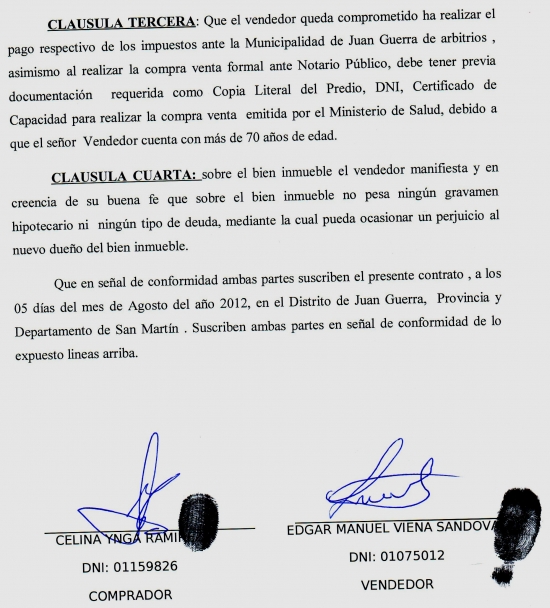 CLAUSULA TERCERA: Que el vendedor queda comprometido ha realizar el
pago respectivo de los impuestos ante la Municipalidad de Juan Guerra de arbitrios ,
asimismo al realizar la compra venta formal ante Notario Público, debe tener previa
documentación requerida como Copia Literal del Predio, DNI, Certificado de
Capacidad para realizar la compra venta emitida por el Ministerio de Salud, debido a
que el señor Vendedor cuenta con más de 70 años de edad.
CLAUSULA CUARTA: sobre el bien inmueble el vendedor manifiesta y en
creencia de su buena fe que sobre el bien inmueble no pesa ningún gravamen
hipotecario ni ningún tipo de deuda, mediante la cual pueda ocasionar un perjuicio al
nuevo dueño del bien inmueble.
Que en señal de conformidad ambas partes suscriben el presente contrato , a los
05 días del mes de Agosto del año 2012, en el Distrito de Juan Guerra, Provincia y
Departamento de San Martín . Suscriben ambas partes en señal de conformidad de lo
expuesto lineas arriba.
CELINA YNGA
DNI: 01159826
COMPRADOR
EDGAR MANUEL VIENA
DNI: 01075012
VENDEDOR